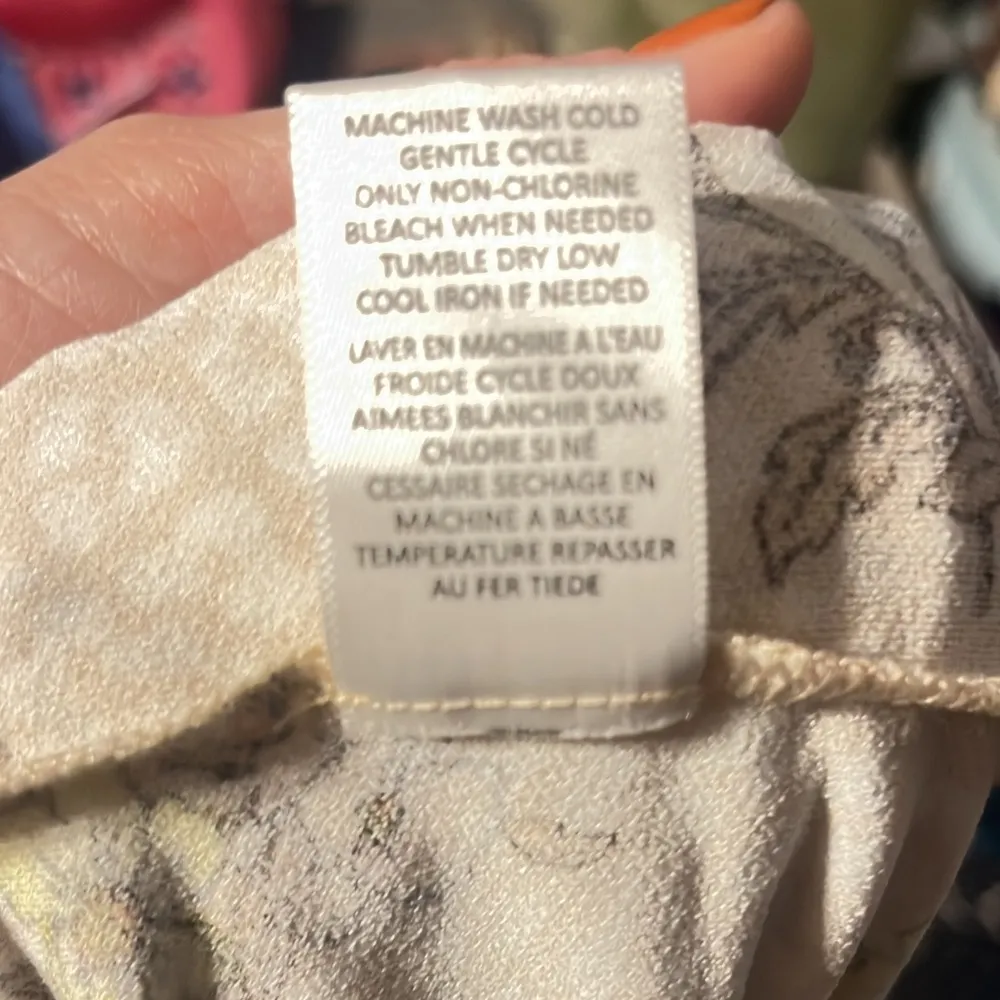 MACHINE WASH COLD
GENTLE CYCLE
ONLY NON-CHLORINE
BLEACH WHEN NEEDED
TUMBLE DRY LOW
COOL IRON IF NEEDED
LAVER EN MACHINE A L'EAU
FROIDE CYCLE DOUX
AIMEES BLANCHIR SANS
CHLORE SI NÉ
CESSAIRE SECHAGE EN
MACHINE A BASSE
TEMPERATURE REPASSER
AU FER TIEDE